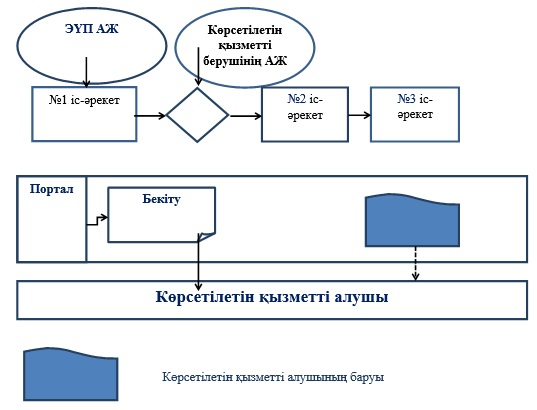 ЭҮП АЖ
Көрсетілетін
қызметті
берушінің АЖ
№1 іс-әрекет
№2 іс-
әрекет
№3 іс-
әрекет
Портал
Бекіту
Көрсетілетін қызметті алушы
Көрсетілетін қызметті алушының баруы